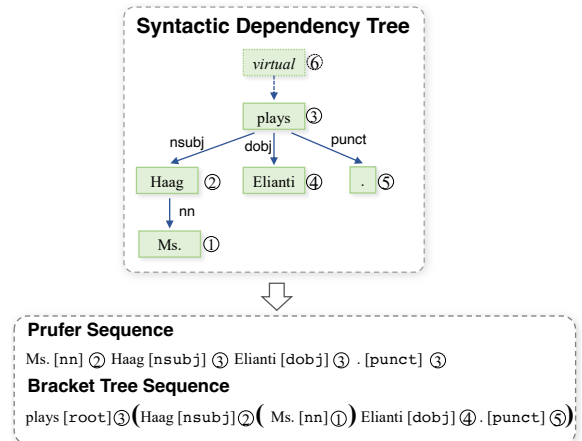 Syntactic Dependency Tree
virtual ⑥
plays ③
nsubj dobj punct
Haag ② Elianti ④ . ⑤
nn
Ms. ①
Prufer Sequence
Ms. [nn] ② Haag [nsubj] ③ Elianti [dobj] ③ . [punct] ③
Bracket Tree Sequence
plays [root]③(Haag [nsubj]②( Ms. [nn]①) Elianti [dobj]④. [punct]⑤)